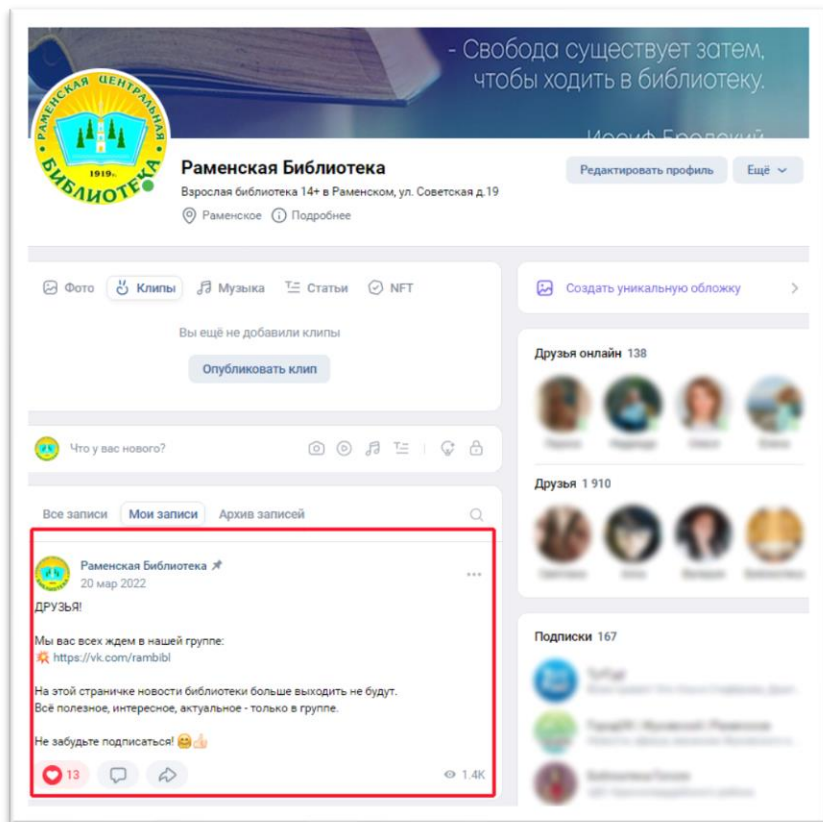 - Свобода существует затем,
чтобы ходить в библиотеку.
РАМЕНСКАЯ ЦЕНТРАЛЬНАЯ
1919г.
БИБЛИОТЕКА
Раменская Библиотека
Взрослая библиотека 14+ в Раменском, ул. Советская д.19
Раменское Подробнее
Редактировать профиль Ещё
Фото Клипы Музыка Статьи NFT
Вы ещё не добавили клипы
Опубликовать клип
Что у вас нового?
Все записи Мои записи Архив записей
Раменская Библиотека
20 мар 2022
ДРУЗЬЯ!
Мы вас всех ждем в нашей группе:
https://vk.com/rambibl
На этой страничке новости библиотеки больше выходить не будут.
Всё полезное, интересное, актуальное - только в группе.
Не забудьте подписаться!
13
1.4K
Создать уникальную обложку
Друзья онлайн 138
Друзья 1 910
Подписки 167